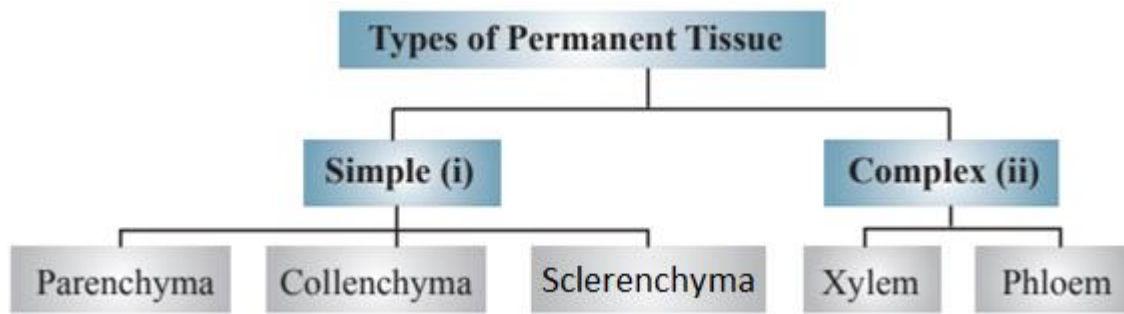 Types of Permanent Tissue
Simple (i)
Complex (ii)
Parenchyma
Collenchyma
Sclerenchyma
Xylem
Phloem